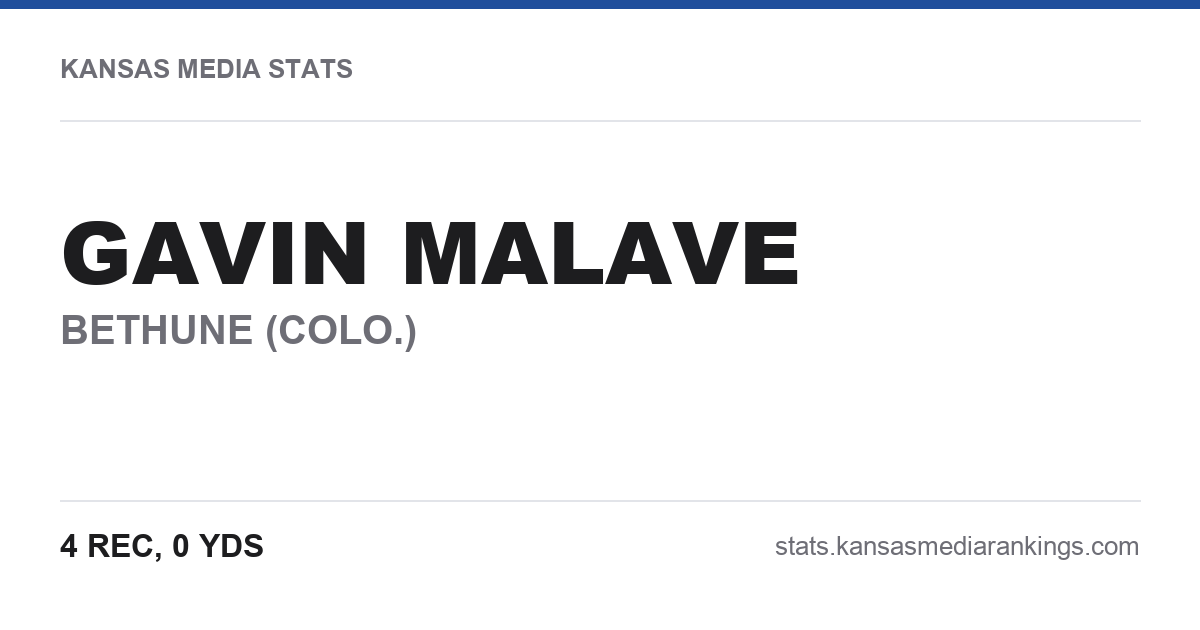 KANSAS MEDIA STATS
GAVIN MALAVE
BETHUNE (COLO.)
4 REC, 0 YDS
stats.kansasmediarankings.com